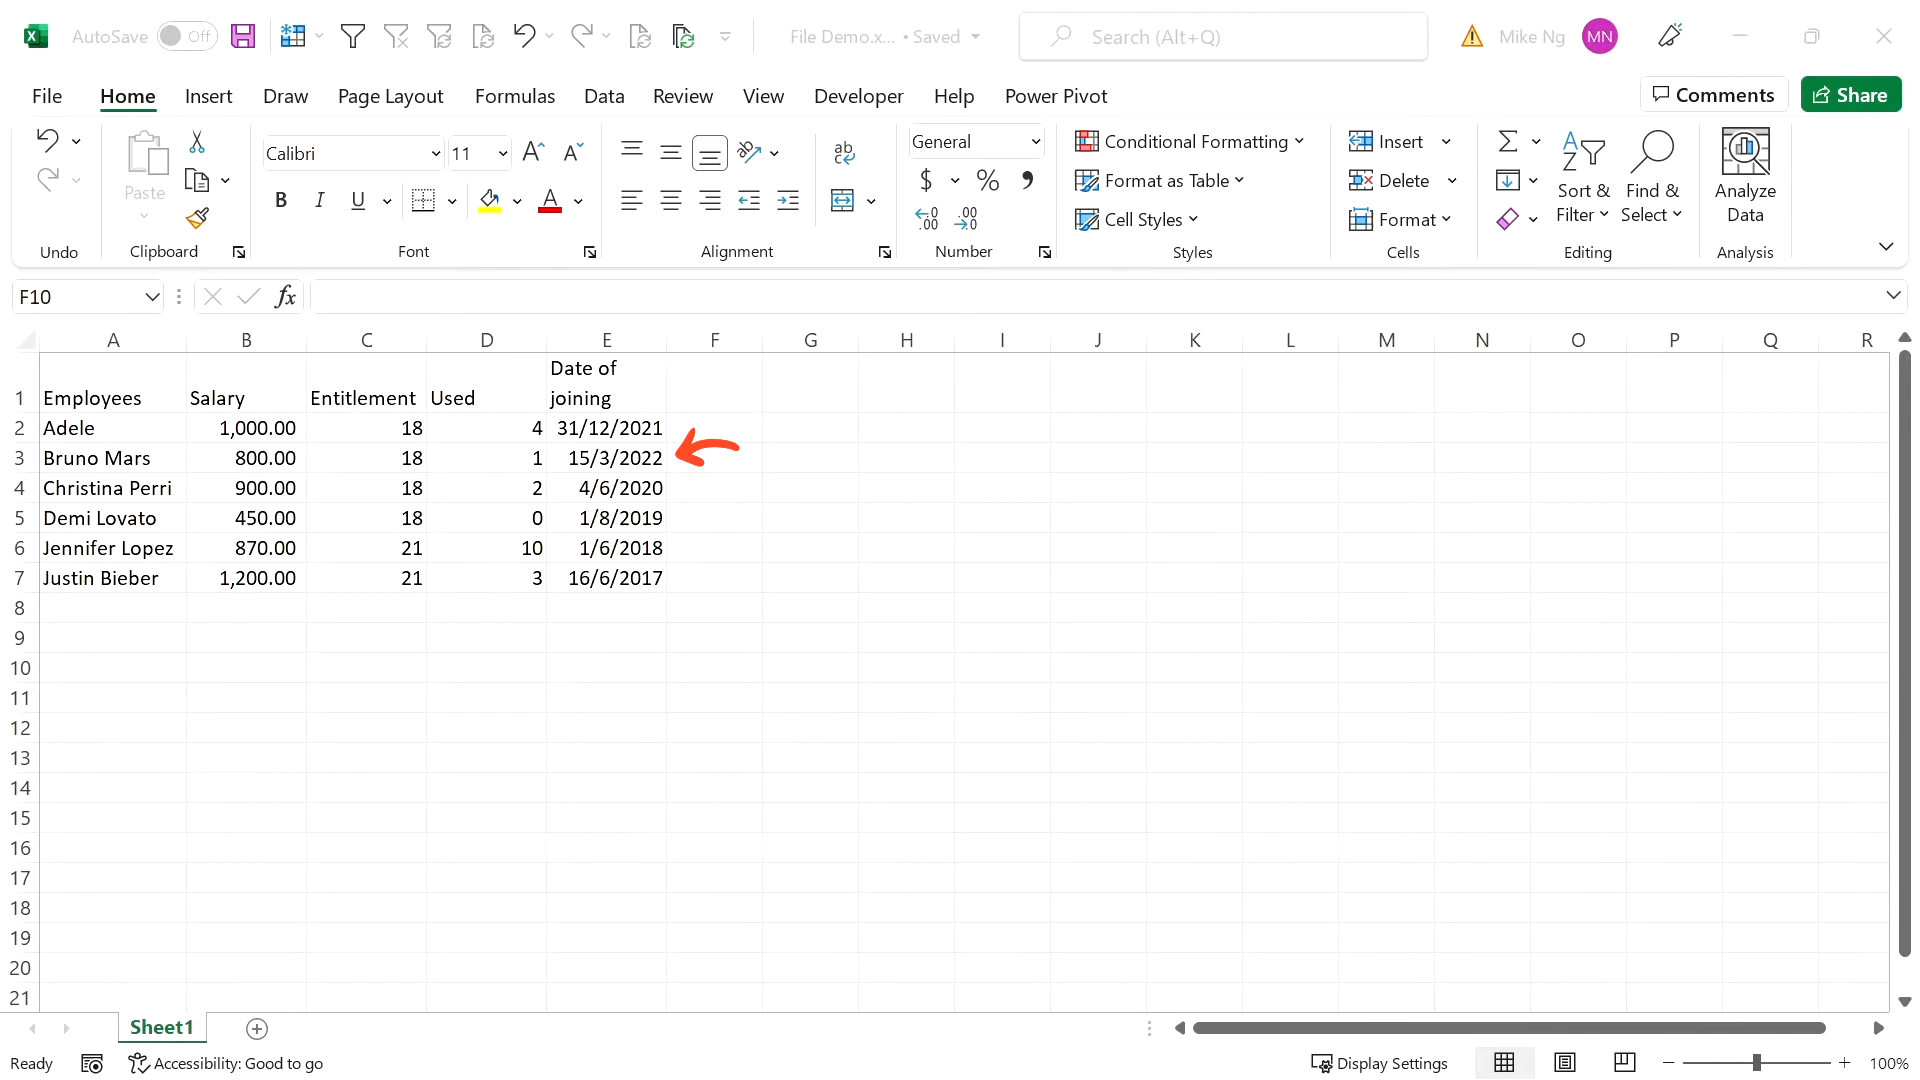 AutoSave Off File Demo.x... • Saved Search (Alt+Q) Mike Ng MN
File Home Insert Draw Page Layout Formulas Data Review View Developer Help Power Pivot Comments Share
Calibri 11 General Conditional Formatting Insert
Paste Format as Table Delete Sort & Find & Analyze
B I U $ % Cell Styles Format Filter Select Data
Undo Clipboard Font Alignment Number Styles Cells Editing Analysis
F10 fx
A B C D E F G H I J K L M N O P Q R
Date of
1 Employees Salary Entitlement Used joining
2 Adele 1,000.00 18 4 31/12/2021
3 Bruno Mars 800.00 18 1 15/3/2022
4 Christina Perri 900.00 18 2 4/6/2020
5 Demi Lovato 450.00 18 0 1/8/2019
6 Jennifer Lopez 870.00 21 10 1/6/2018
7 Justin Bieber 1,200.00 21 3 16/6/2017
8
9
10
11
12
13
14
15
16
17
18
19
20
21
Sheet1
Ready Accessibility: Good to go Display Settings 100%